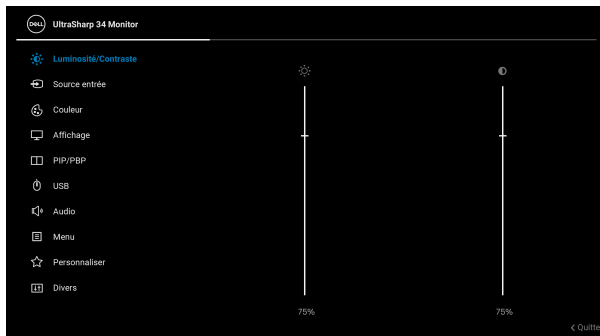 DELL
UltraSharp 34 Monitor
Luminosité/Contraste
Source entrée
Couleur
Affichage
PIP/PBP
USB
Audio
Menu
Personnaliser
Divers
75%
75%
Quitte